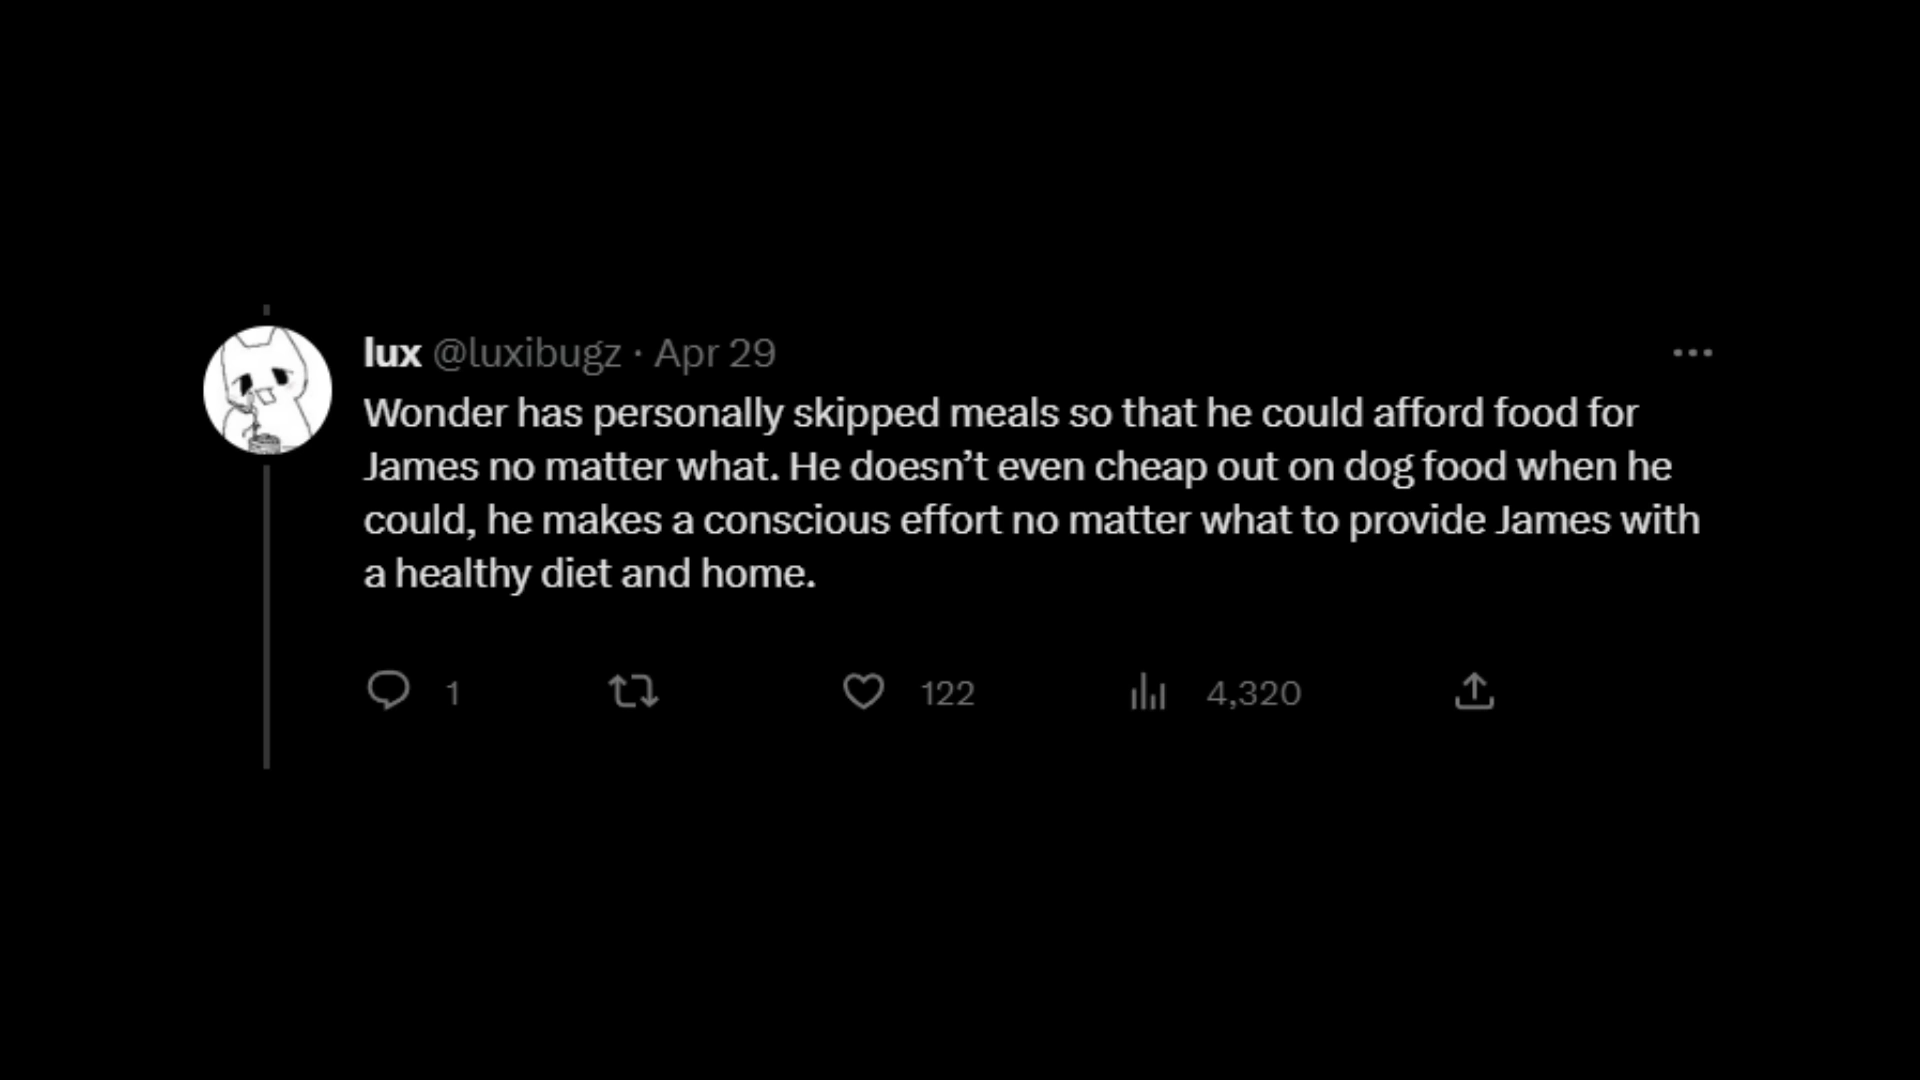 lux @luxibugz · Apr 29
Wonder has personally skipped meals so that he could afford food for
James no matter what. He doesn’t even cheap out on dog food when he
could, he makes a conscious effort no matter what to provide James with
a healthy diet and home.
1 122 4,320